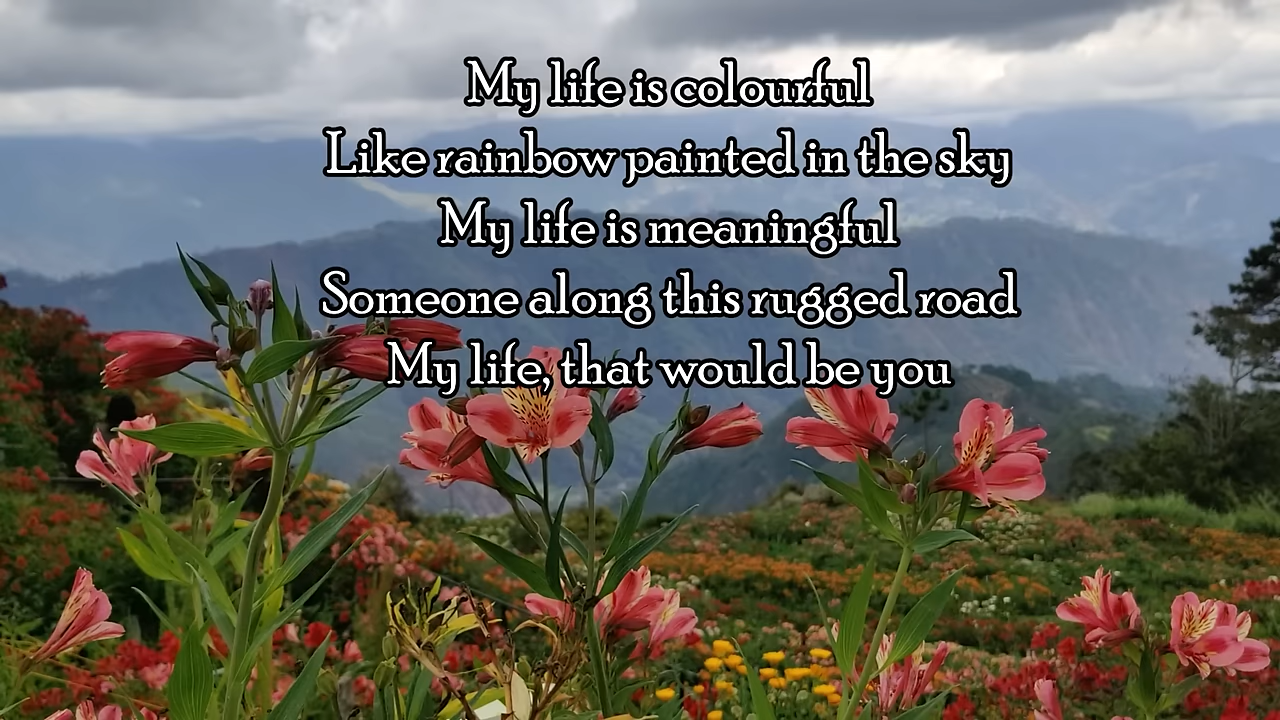 My life is colourful
Like rainbow painted in the sky
My life is meaningful
Someone along this rugged road
My life, that would be you